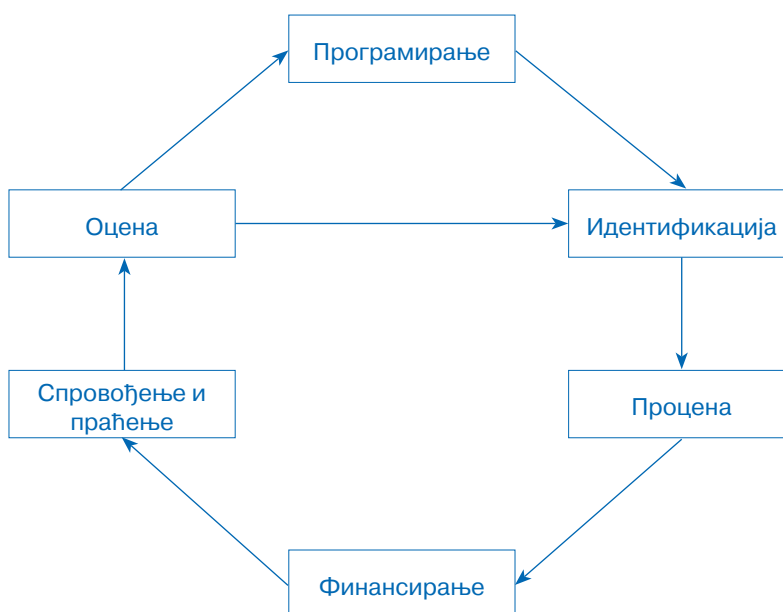 Програмирање
Оцена
Идентификација
Спровођење и
праћење
Процена
Финансирање